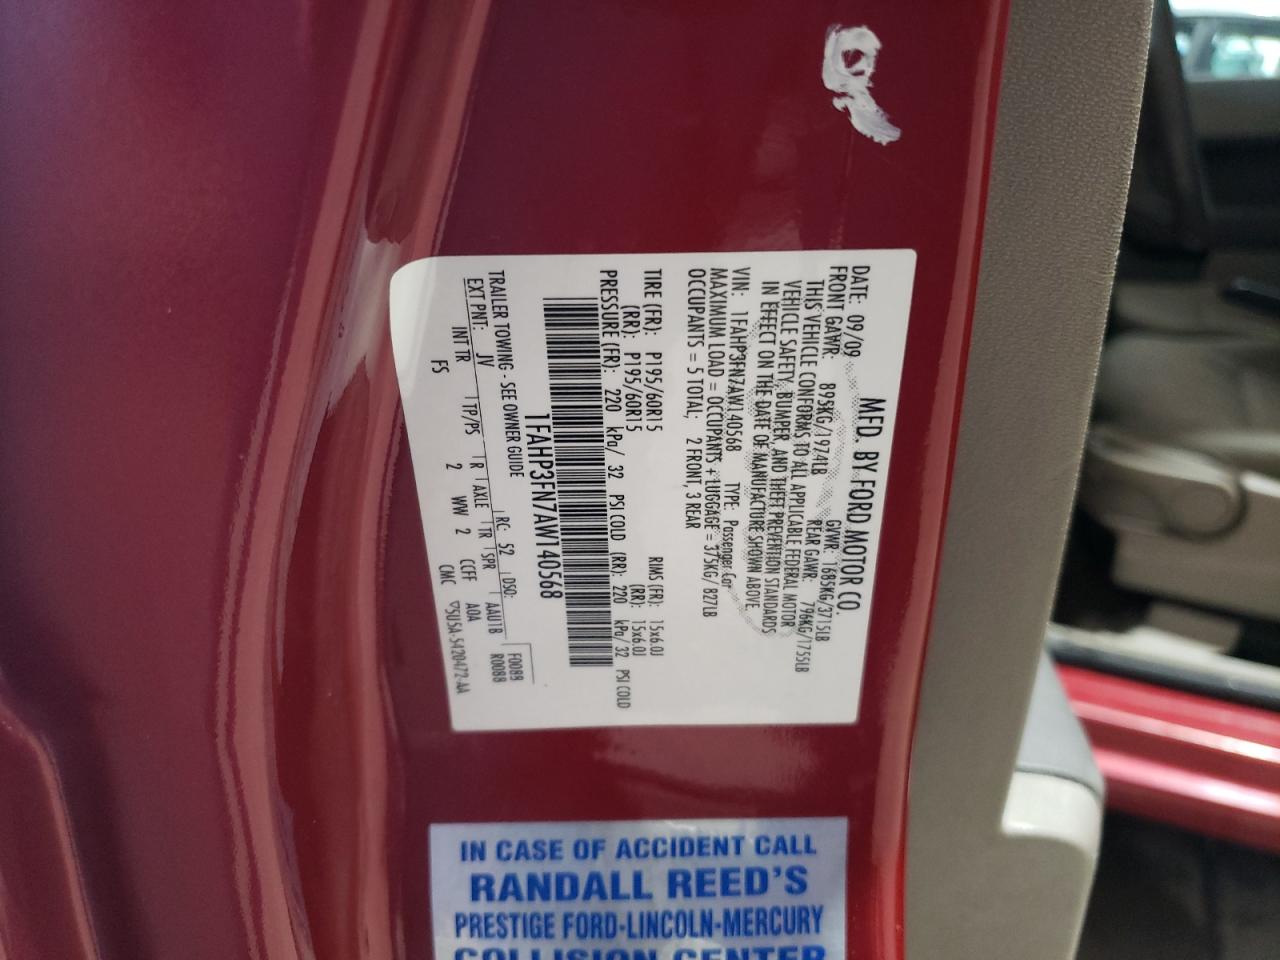 MFD. BY FORD MOTOR CO.
DATE: 09/09 GVWR: 1685KG/3715LB
FRONT GAWR: 895KG/1974LB REAR GAWR: 796KG/1755LB
THIS VEHICLE CONFORMS TO ALL APPLICABLE FEDERAL MOTOR
VEHICLE SAFETY, BUMPER, AND THEFT PREVENTION STANDARDS
IN EFFECT ON THE DATE OF MANUFACTURE SHOWN ABOVE
VIN: 1FAHP3FN7AW140568 TYPE: Passenger Car
MAXIMUM LOAD = OCCUPANTS + LUGGAGE = 375KG/827LB
OCCUPANTS = 5 TOTAL; 2 FRONT, 3 REAR
TIRE (FR): P195/60R15 RIMS (FR): 15x6.0J
(RR): P195/60R15 (RR): 15x6.0J
PRESSURE (FR): 220 kPa/ 32 PSI COLD (RR): 220 kPa/ 32 PSI COLD
1FAHP3FN7AW140568
TRAILER TOWING - SEE OWNER GUIDE F0089
EXT PNT: JV RC: 52 DSO: R0088
INT TR TP/PS R AXLE TR SPR AAU1B
FS 2 WW 2 CCFF AOA
CMC 5U5A-5420472-AA
IN CASE OF ACCIDENT CALL
RANDALL REED'S
PRESTIGE FORD-LINCOLN-MERCURY
COLLISION CENTER